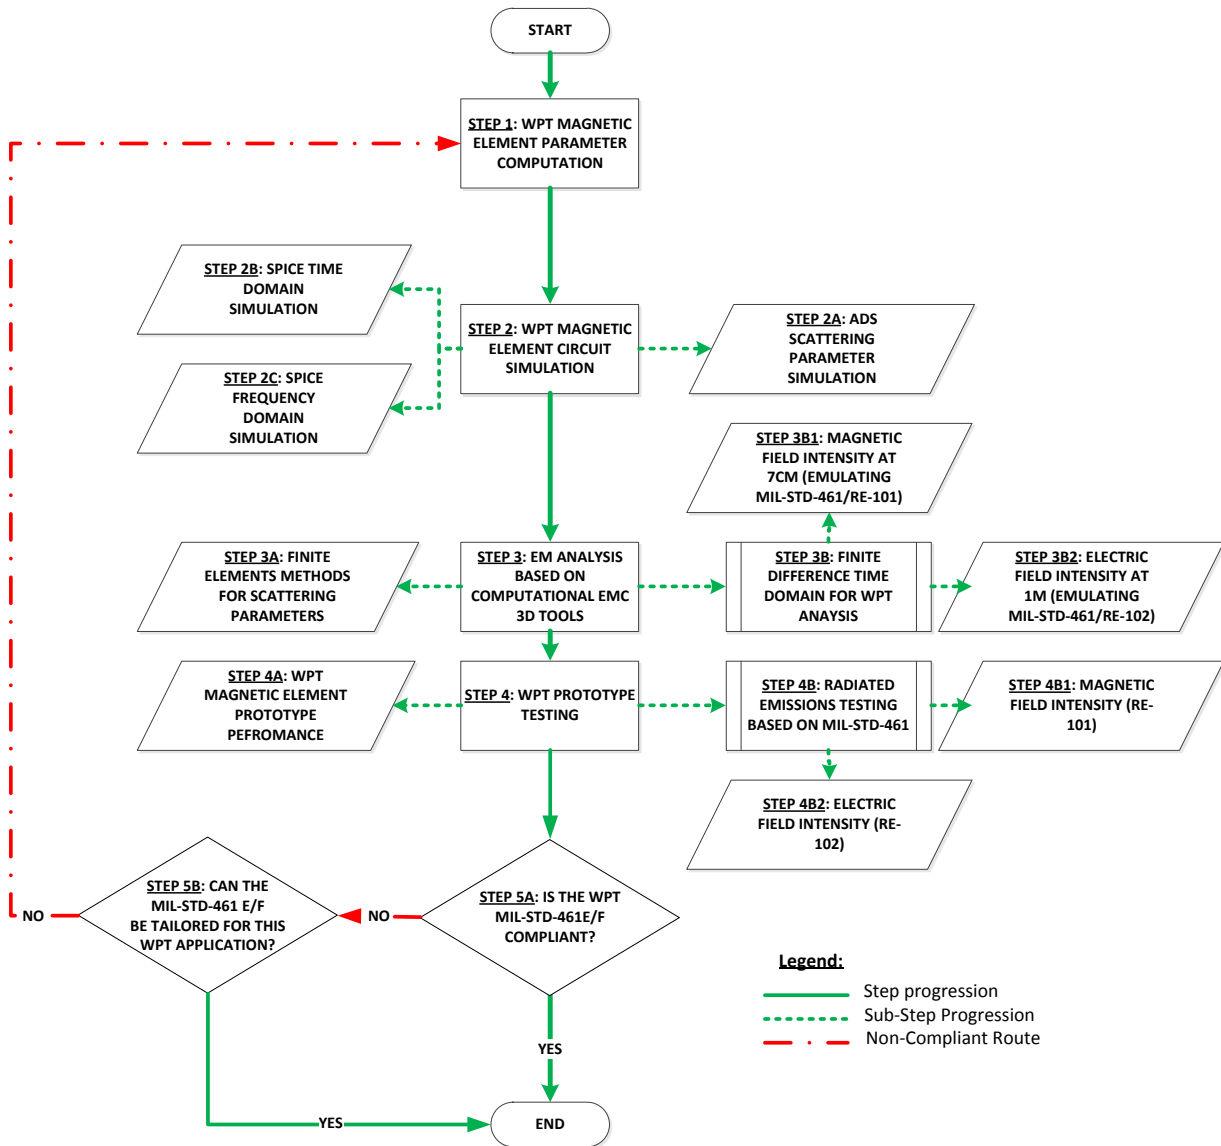 START
STEP 1: WPT MAGNETIC
ELEMENT PARAMETER
COMPUTATION
STEP 2B: SPICE TIME
DOMAIN
SIMULATION
STEP 2: WPT MAGNETIC
ELEMENT CIRCUIT
SIMULATION
STEP 2A: ADS
SCATTERING
PARAMETER
SIMULATION
STEP 2C: SPICE
FREQUENCY
DOMAIN
SIMULATION
STEP 3B1: MAGNETIC
FIELD INTENSITY AT
7CM (EMULATING
MIL-STD-461/RE-101)
STEP 3A: FINITE
ELEMENTS METHODS
FOR SCATTERING
PARAMETERS
STEP 3: EM ANALYSIS
BASED ON
COMPUTATIONAL EMC
3D TOOLS
STEP 3B: FINITE
DIFFERENCE TIME
DOMAIN FOR WPT
ANAYSIS
STEP 3B2: ELECTRIC
FIELD INTENSITY AT
1M (EMULATING
MIL-STD-461/RE-102)
STEP 4A: WPT
MAGNETIC ELEMENT
PROTOTYPE
PEFROMANCE
STEP 4: WPT PROTOTYPE
TESTING
STEP 4B: RADIATED
EMISSIONS TESTING
BASED ON MIL-STD-461
STEP 4B1: MAGNETIC
FIELD INTENSITY (RE-
101)
STEP 4B2: ELECTRIC
FIELD INTENSITY (RE-
102)
STEP 5B: CAN THE
MIL-STD-461 E/F
BE TAILORED FOR THIS
WPT APPLICATION?
STEP 5A: IS THE WPT
MIL-STD-461E/F
COMPLIANT?
NO
NO
YES
YES
END
Legend:
Step progression
Sub-Step Progression
Non-Compliant Route